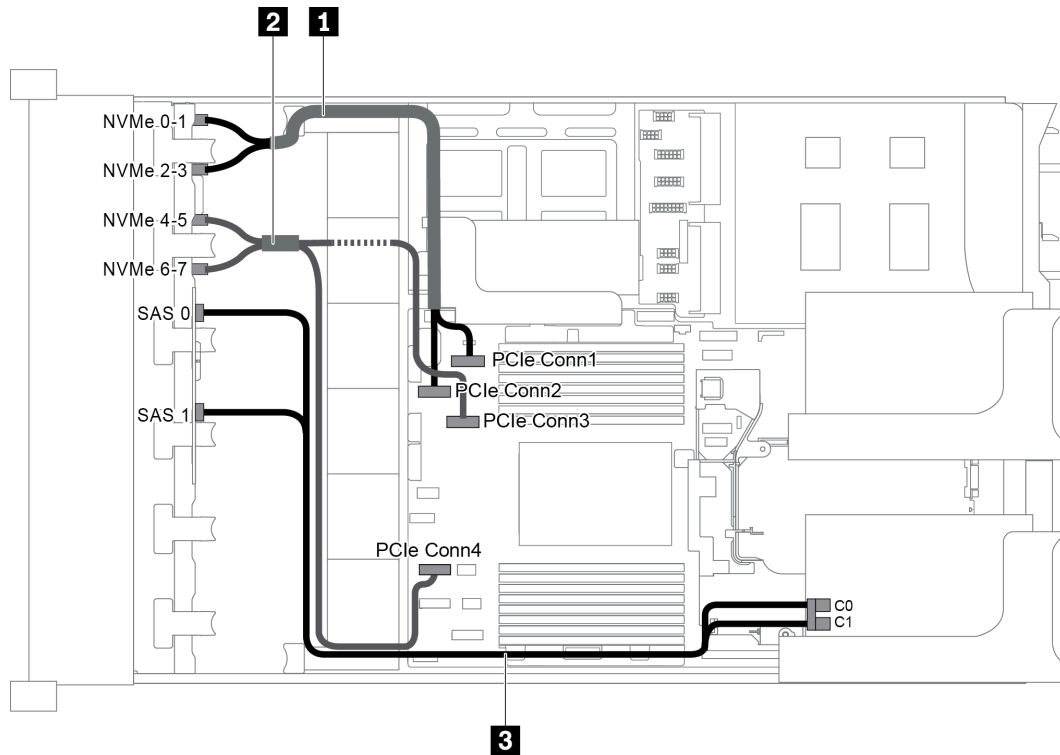 2 1
NVMe 0-1
NVMe 2-3
NVMe 4-5
NVMe 6-7
SAS 0
PCIe Conn1
PCIe Conn2
SAS 1
PCIe Conn3
PCIe Conn4
C0
C1
3